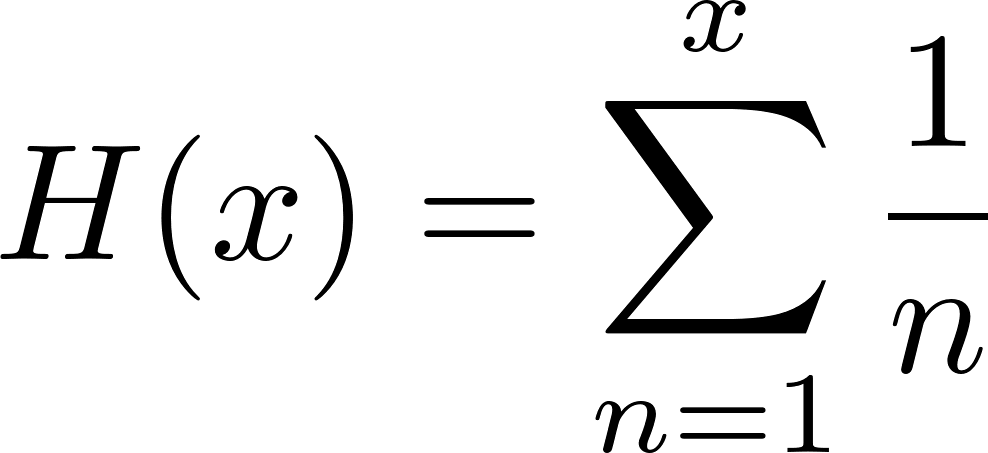 H(x) = \sum_{n=1}^{x} \frac{1}{n}